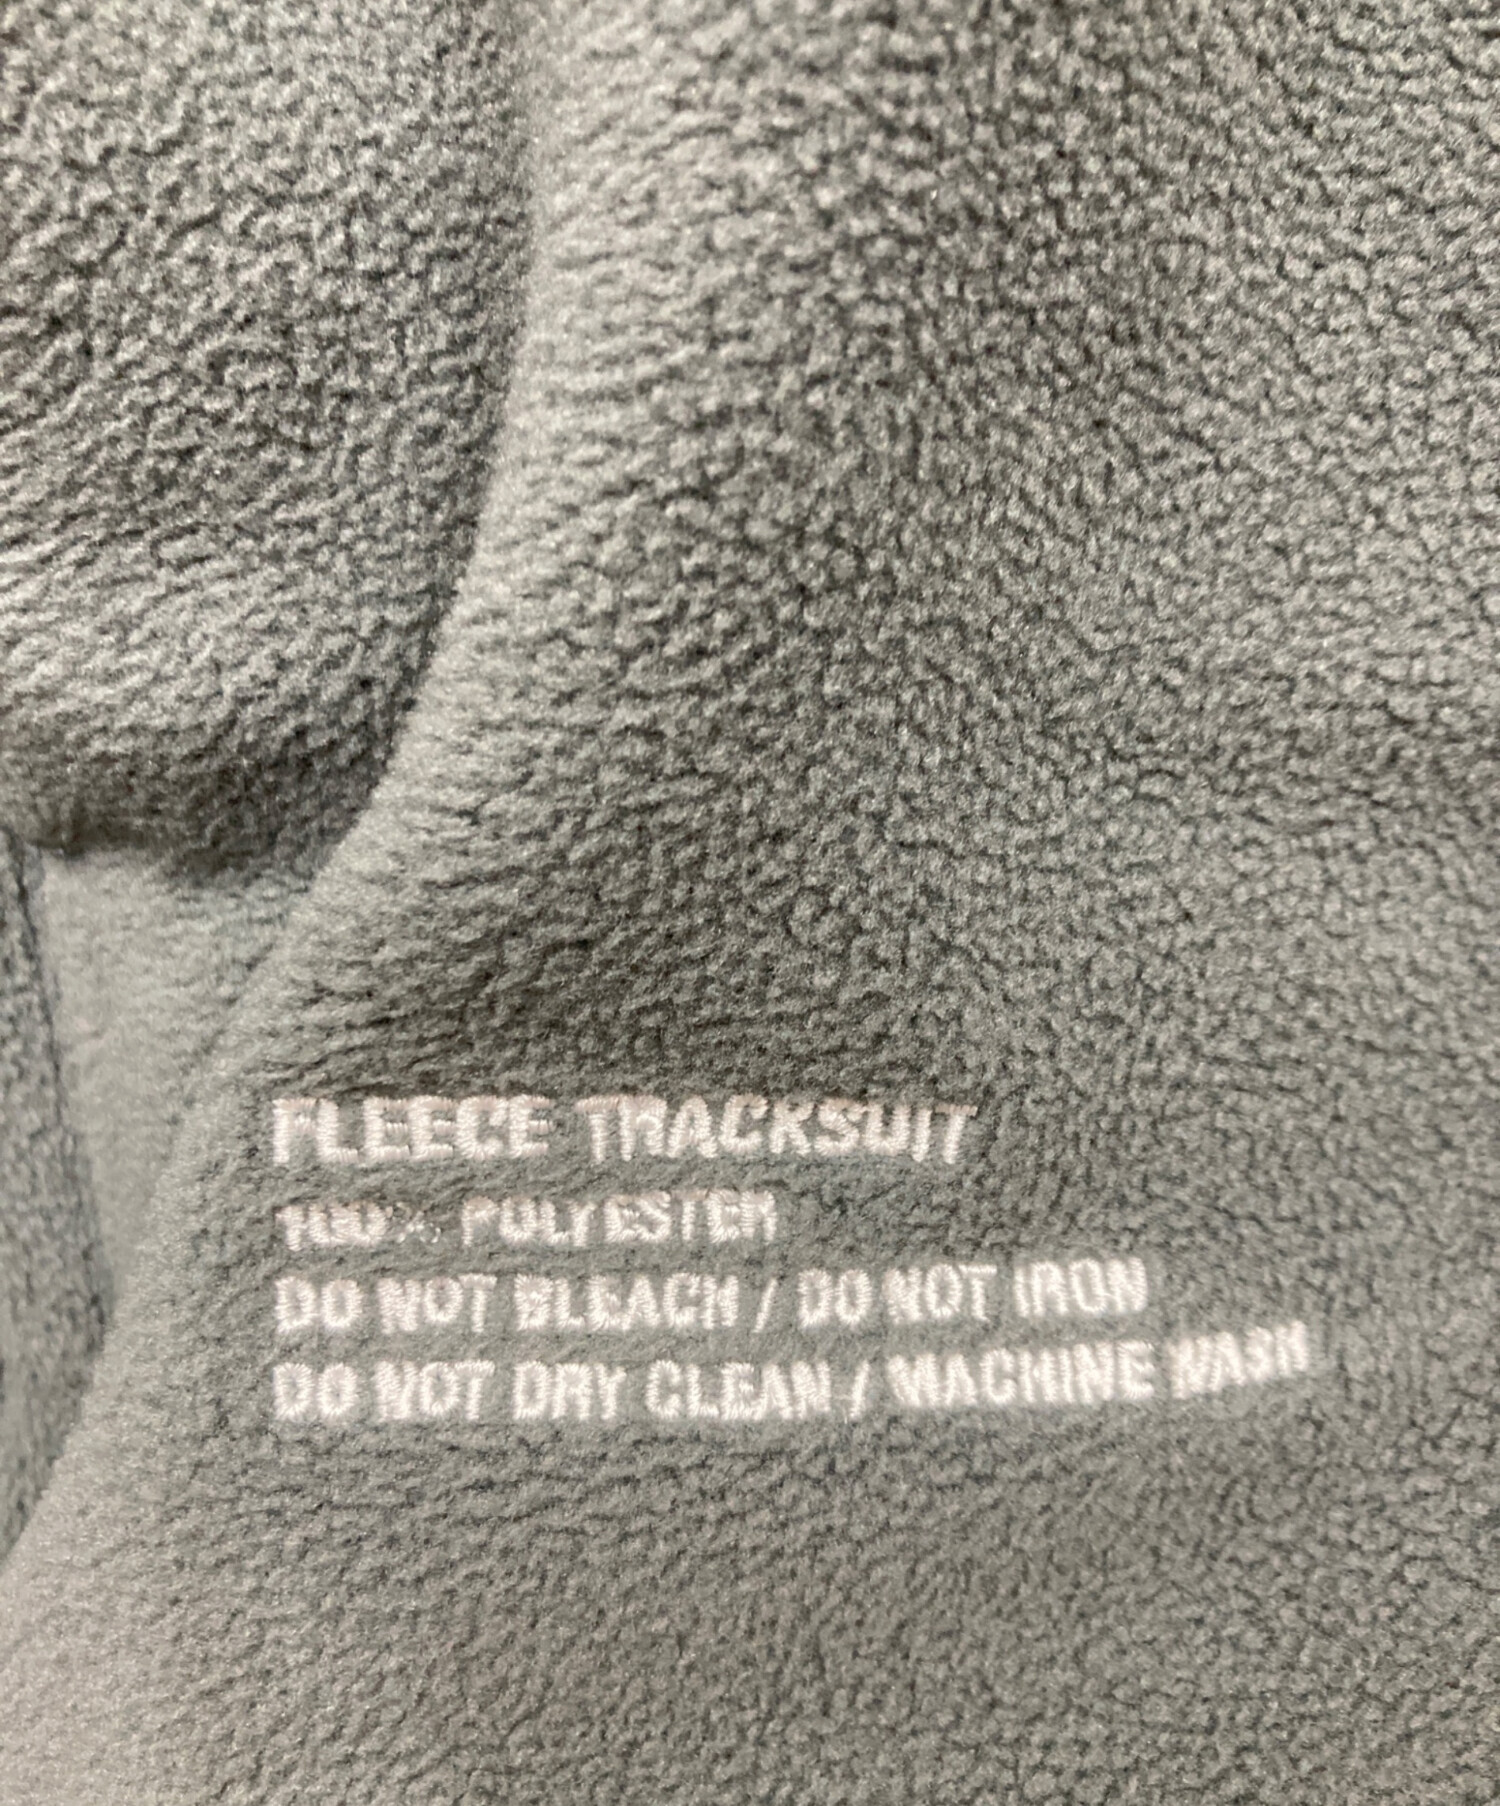 FLEECE TRACKSUIT
100% POLYESTER
DO NOT BLEACH / DO NOT IRON
DO NOT DRY CLEAN / MACHINE WASH